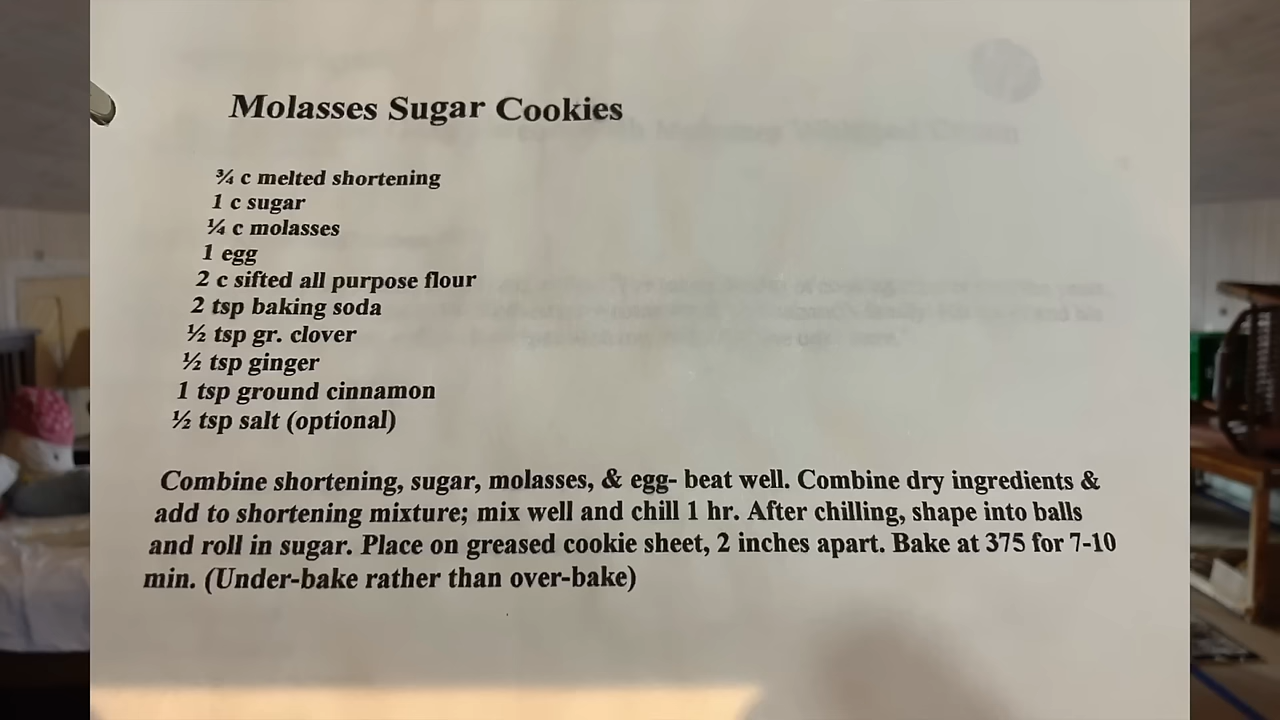 Molasses Sugar Cookies
¾ c melted shortening
1 c sugar
¼ c molasses
1 egg
2 c sifted all purpose flour
2 tsp baking soda
½ tsp gr. clover
½ tsp ginger
1 tsp ground cinnamon
½ tsp salt (optional)
Combine shortening, sugar, molasses, & egg- beat well. Combine dry ingredients &
add to shortening mixture; mix well and chill 1 hr. After chilling, shape into balls
and roll in sugar. Place on greased cookie sheet, 2 inches apart. Bake at 375 for 7-10
min. (Under-bake rather than over-bake)